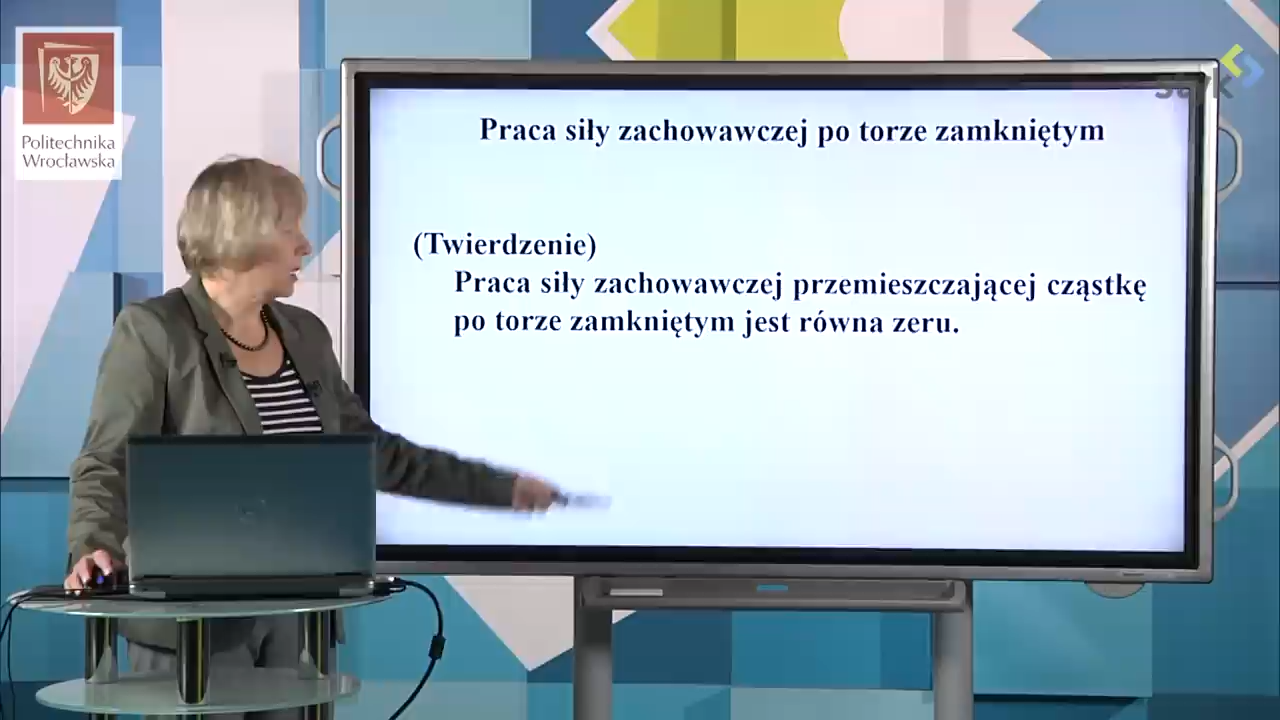 Politechnika
Wrocławska
Praca siły zachowawczej po torze zamkniętym
(Twierdzenie)
Praca siły zachowawczej przemieszczającej cząstkę
po torze zamkniętym jest równa zeru.